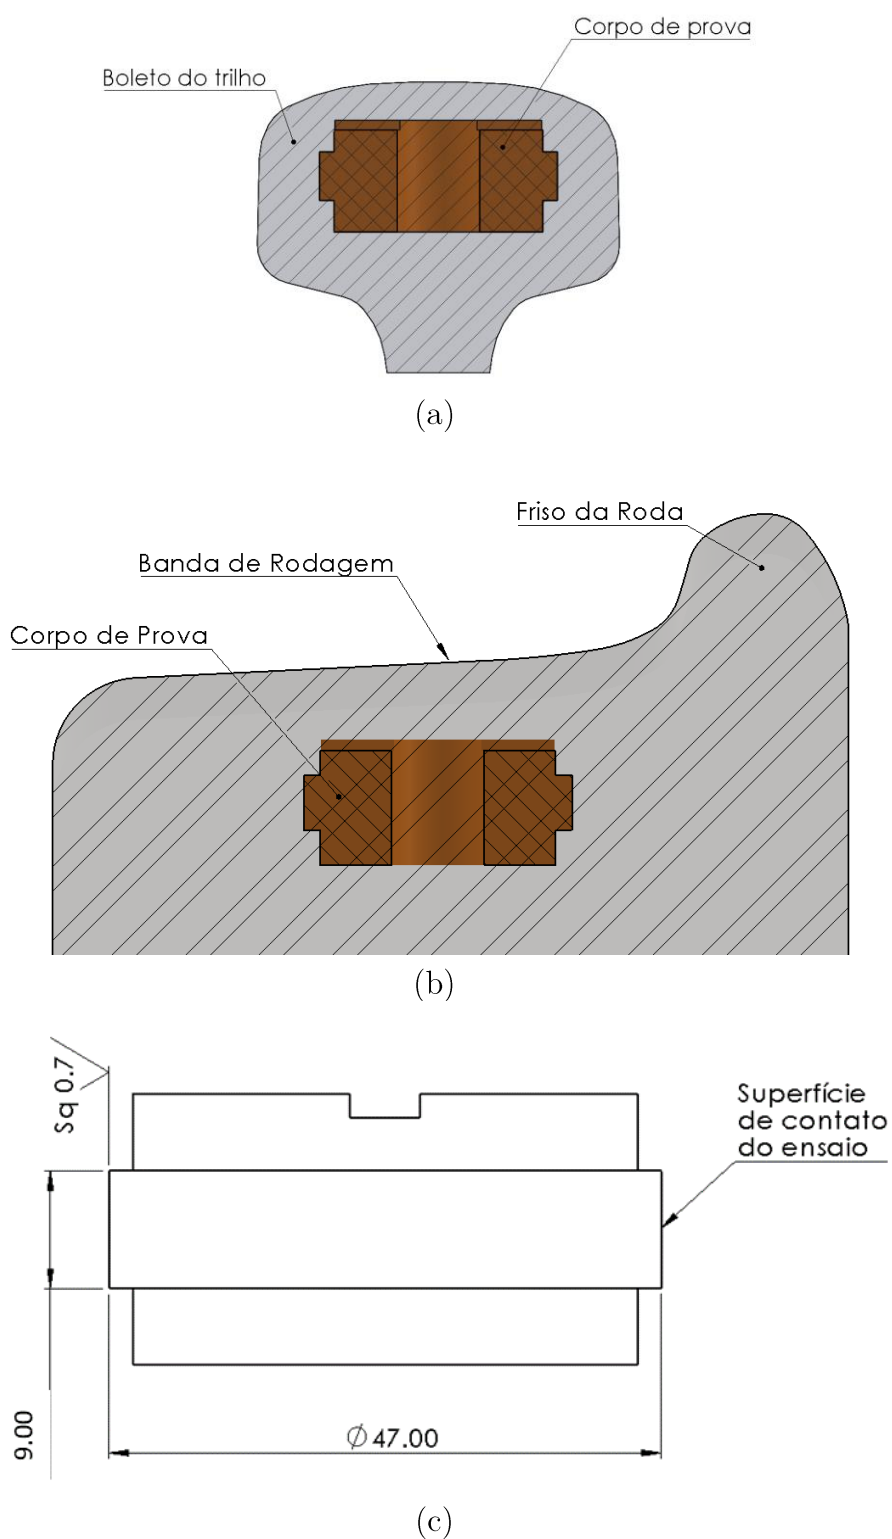 Corpo de prova
Boleto do trilho
(a)
Friso da Roda
Banda de Rodagem
Corpo de Prova
(b)
Sq 0.7
Superfície
de contato
do ensaio
9.00
∅ 47.00
(c)